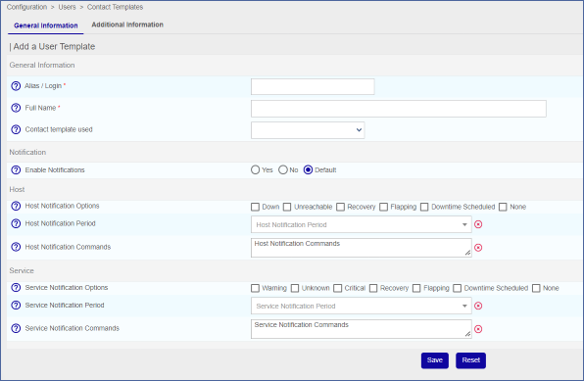 Configuration > Users > Contact Templates
General Information Additional Information
| Add a User Template
General Information
? Alias / Login *
? Full Name *
? Contact template used
Notification
? Enable Notifications Yes No Default
Host
? Host Notification Options Down Unreachable Recovery Flapping Downtime Scheduled None
? Host Notification Period Host Notification Period
? Host Notification Commands Host Notification Commands
Service
? Service Notification Options Warning Unknown Critical Recovery Flapping Downtime Scheduled None
? Service Notification Period Service Notification Period
? Service Notification Commands Service Notification Commands
Save Reset